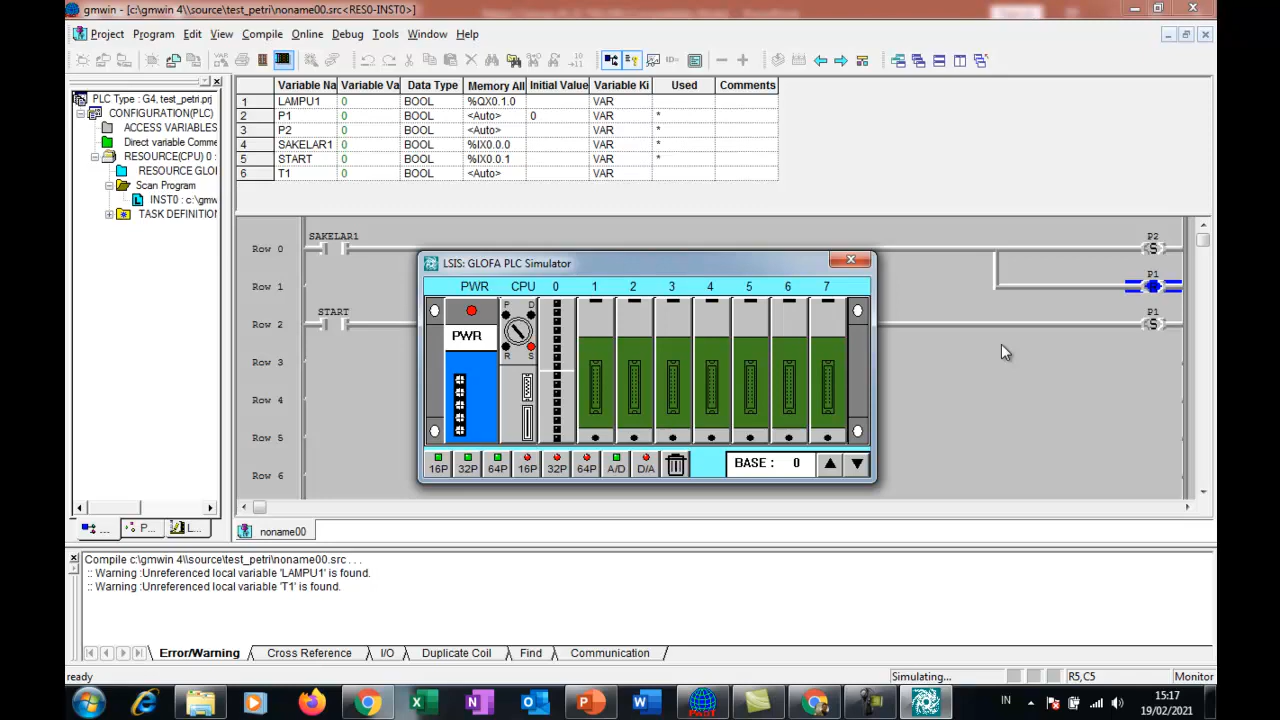 gmwin - [c:\gmwin 4\\source\test_petri\noname00.src<RES0-INST0>]
Project Program Edit View Compile Online Debug Tools Window Help
Variable Na Variable Va Data Type Memory All Initial Value Variable Ki Used Comments
1 LAMPU1 0 BOOL %QX0.1.0 VAR
2 P1 0 BOOL <Auto> 0 VAR *
3 P2 0 BOOL <Auto> VAR *
4 SAKELAR1 0 BOOL %IX0.0.0 VAR *
5 START 0 BOOL %IX0.0.1 VAR *
6 T1 0 BOOL <Auto> VAR
PLC Type : G4, test_petri.prj
CONFIGURATION(PLC)
ACCESS VARIABLES
Direct variable Comme
RESOURCE(CPU) 0 :
RESOURCE GLO
Scan Program
INST0 : c:\gmw
TASK DEFINITION
P...
L...
SAKELAR1 P2
Row 0 S
P1
Row 1
START P1
Row 2 S
Row 3
Row 4
Row 5
Row 6
LSIS: GLOFA PLC Simulator
PWR CPU 0 1 2 3 4 5 6 7
P D
PWR
R S
16P 32P 64P 16P 32P 64P A/D D/A BASE : 0
noname00
Compile c:\gmwin 4\\source\test_petri\noname00.src . . .
:: Warning :Unreferenced local variable 'LAMPU1' is found.
:: Warning :Unreferenced local variable 'T1' is found.
Error/Warning Cross Reference I/O Duplicate Coil Find Communication
ready Simulating... R5,C5 Monitor
IN 15:17
19/02/2021